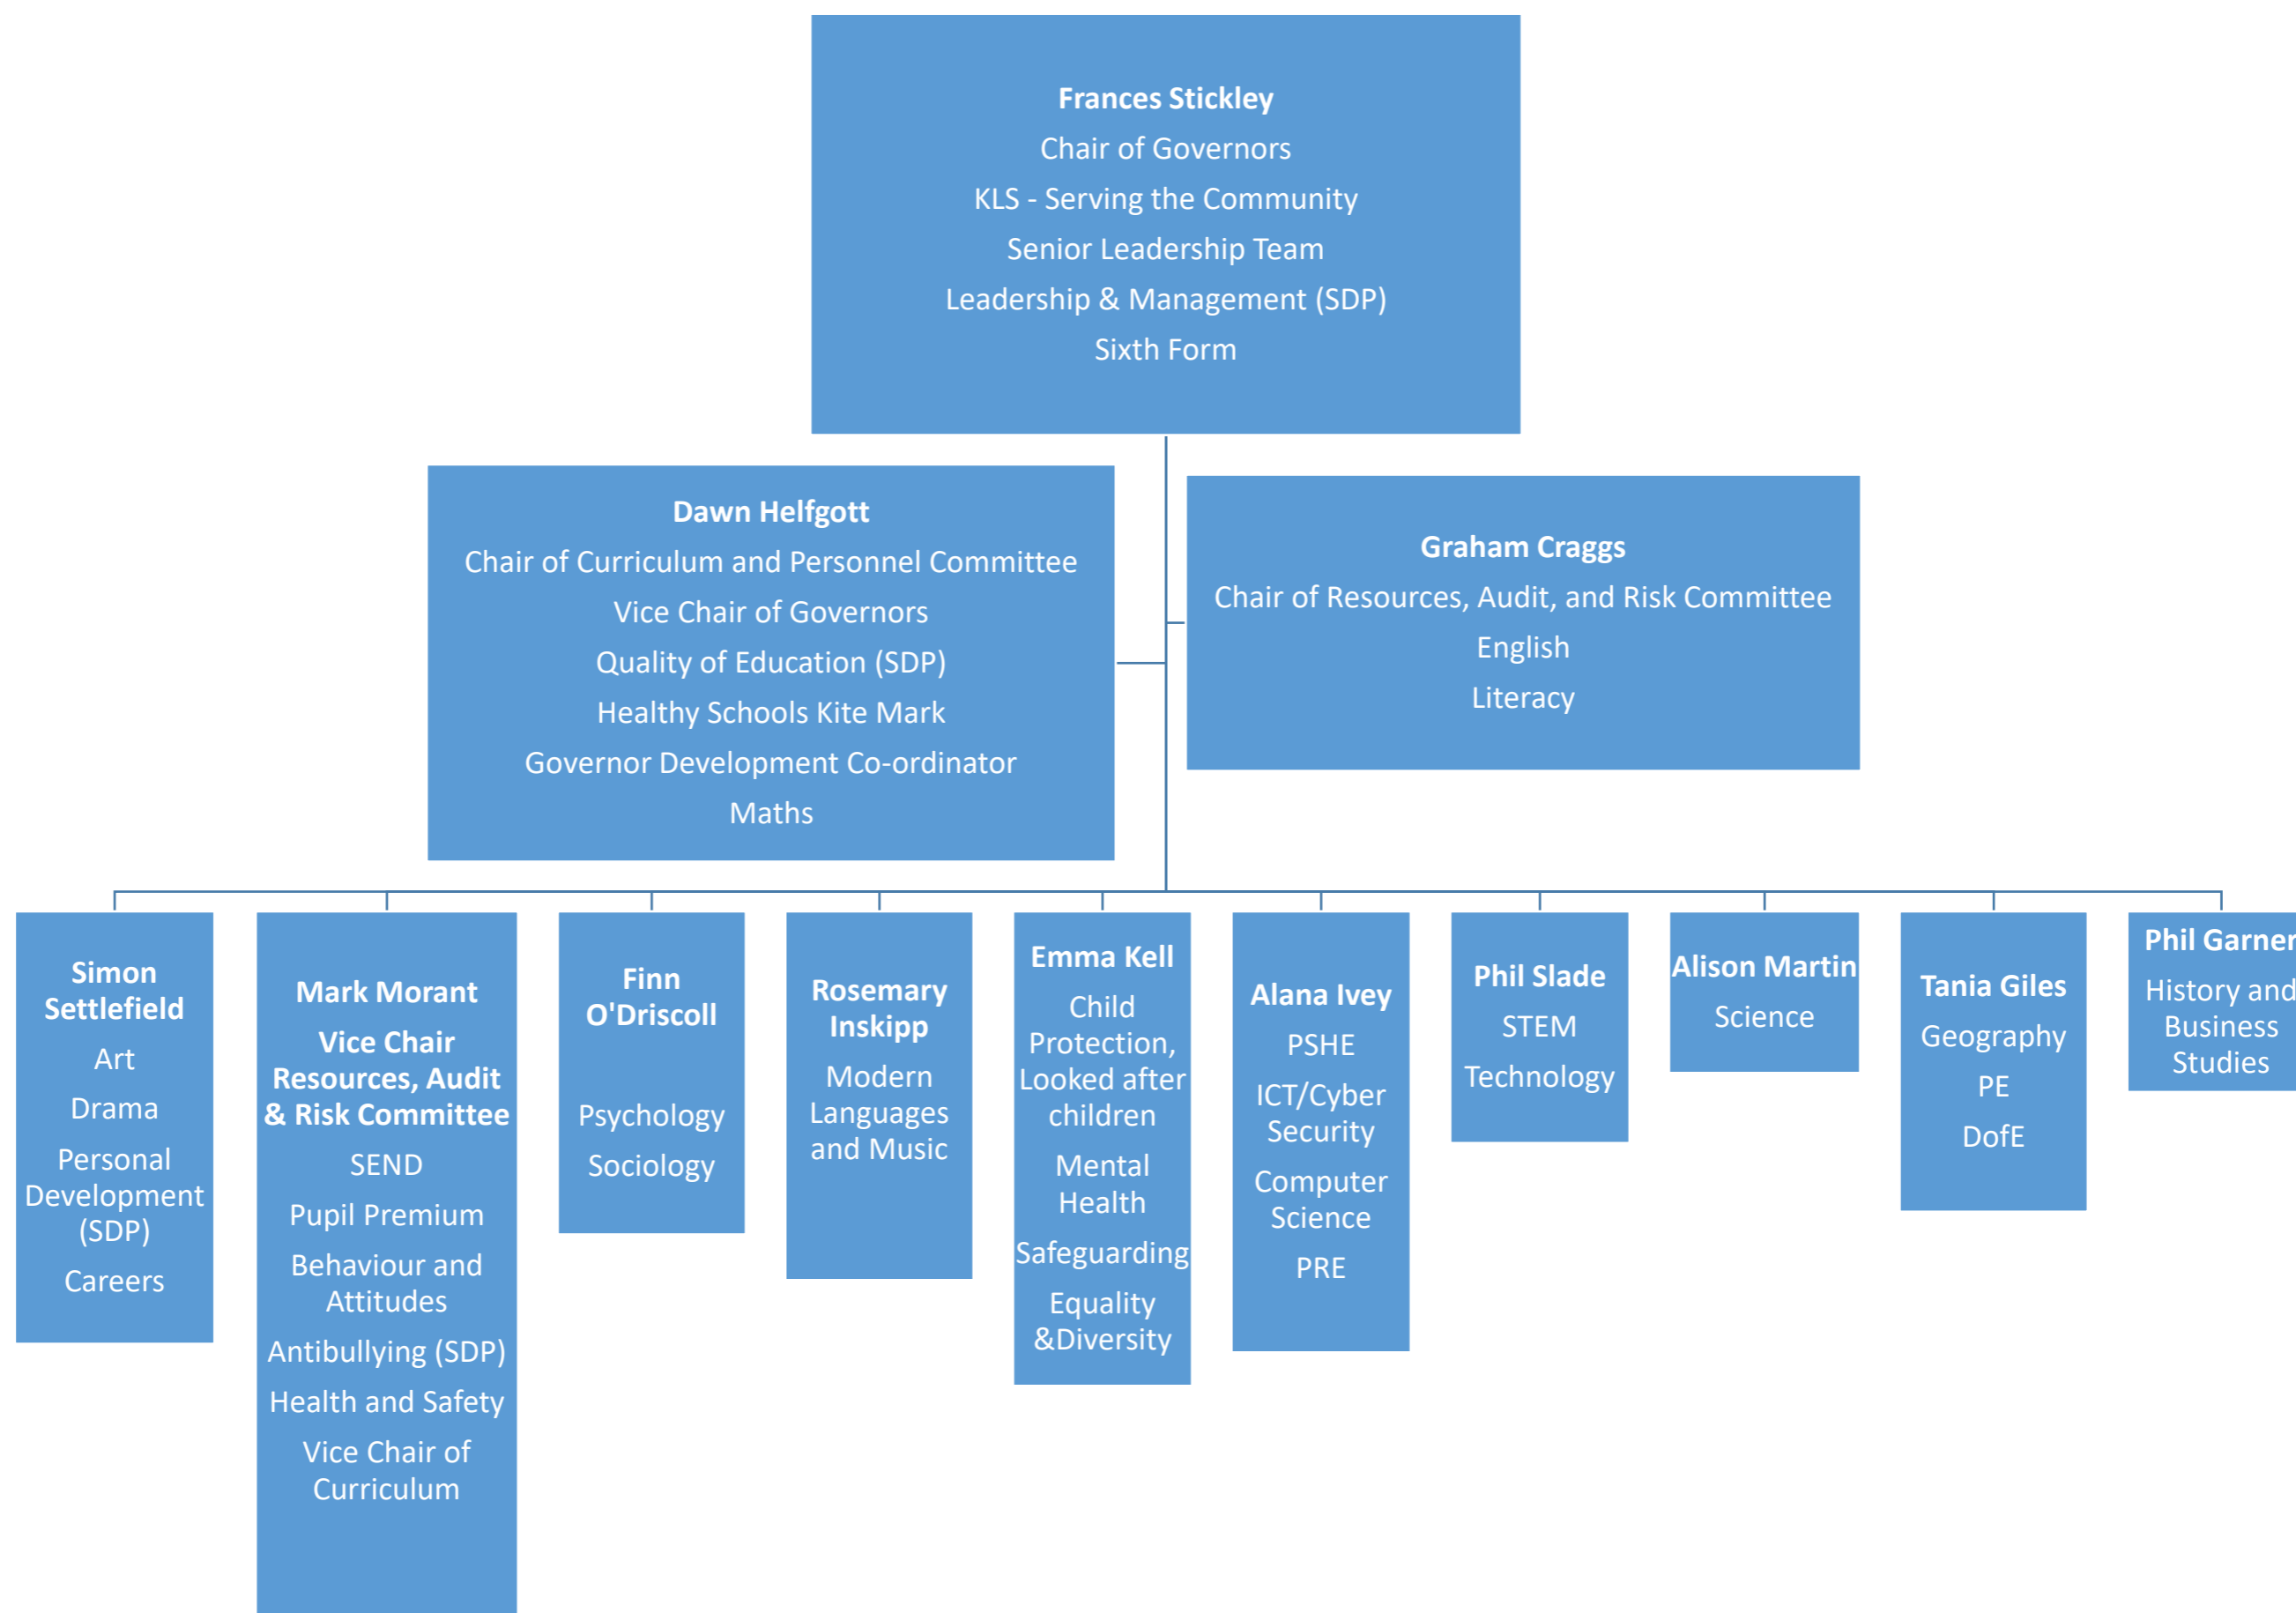 Frances Stickley
Chair of Governors
KLS - Serving the Community
Senior Leadership Team
Leadership & Management (SDP)
Sixth Form
Dawn Helfgott
Chair of Curriculum and Personnel Committee
Vice Chair of Governors
Quality of Education (SDP)
Healthy Schools Kite Mark
Governor Development Co-ordinator
Maths
Graham Craggs
Chair of Resources, Audit, and Risk Committee
English
Literacy
Simon
Settlefield
Art
Drama
Personal
Development
(SDP)
Careers
Mark Morant
Vice Chair
Resources, Audit
& Risk Committee
SEND
Pupil Premium
Behaviour and
Attitudes
Antibullying (SDP)
Health and Safety
Vice Chair of
Curriculum
Finn
O'Driscoll
Psychology
Sociology
Rosemary
Inskipp
Modern
Languages
and Music
Emma Kell
Child
Protection,
Looked after
children
Mental
Health
Safeguarding
Equality
&Diversity
Alana Ivey
PSHE
ICT/Cyber
Security
Computer
Science
PRE
Phil Slade
STEM
Technology
Alison Martin
Science
Tania Giles
Geography
PE
DofE
Phil Garner
History and
Business
Studies